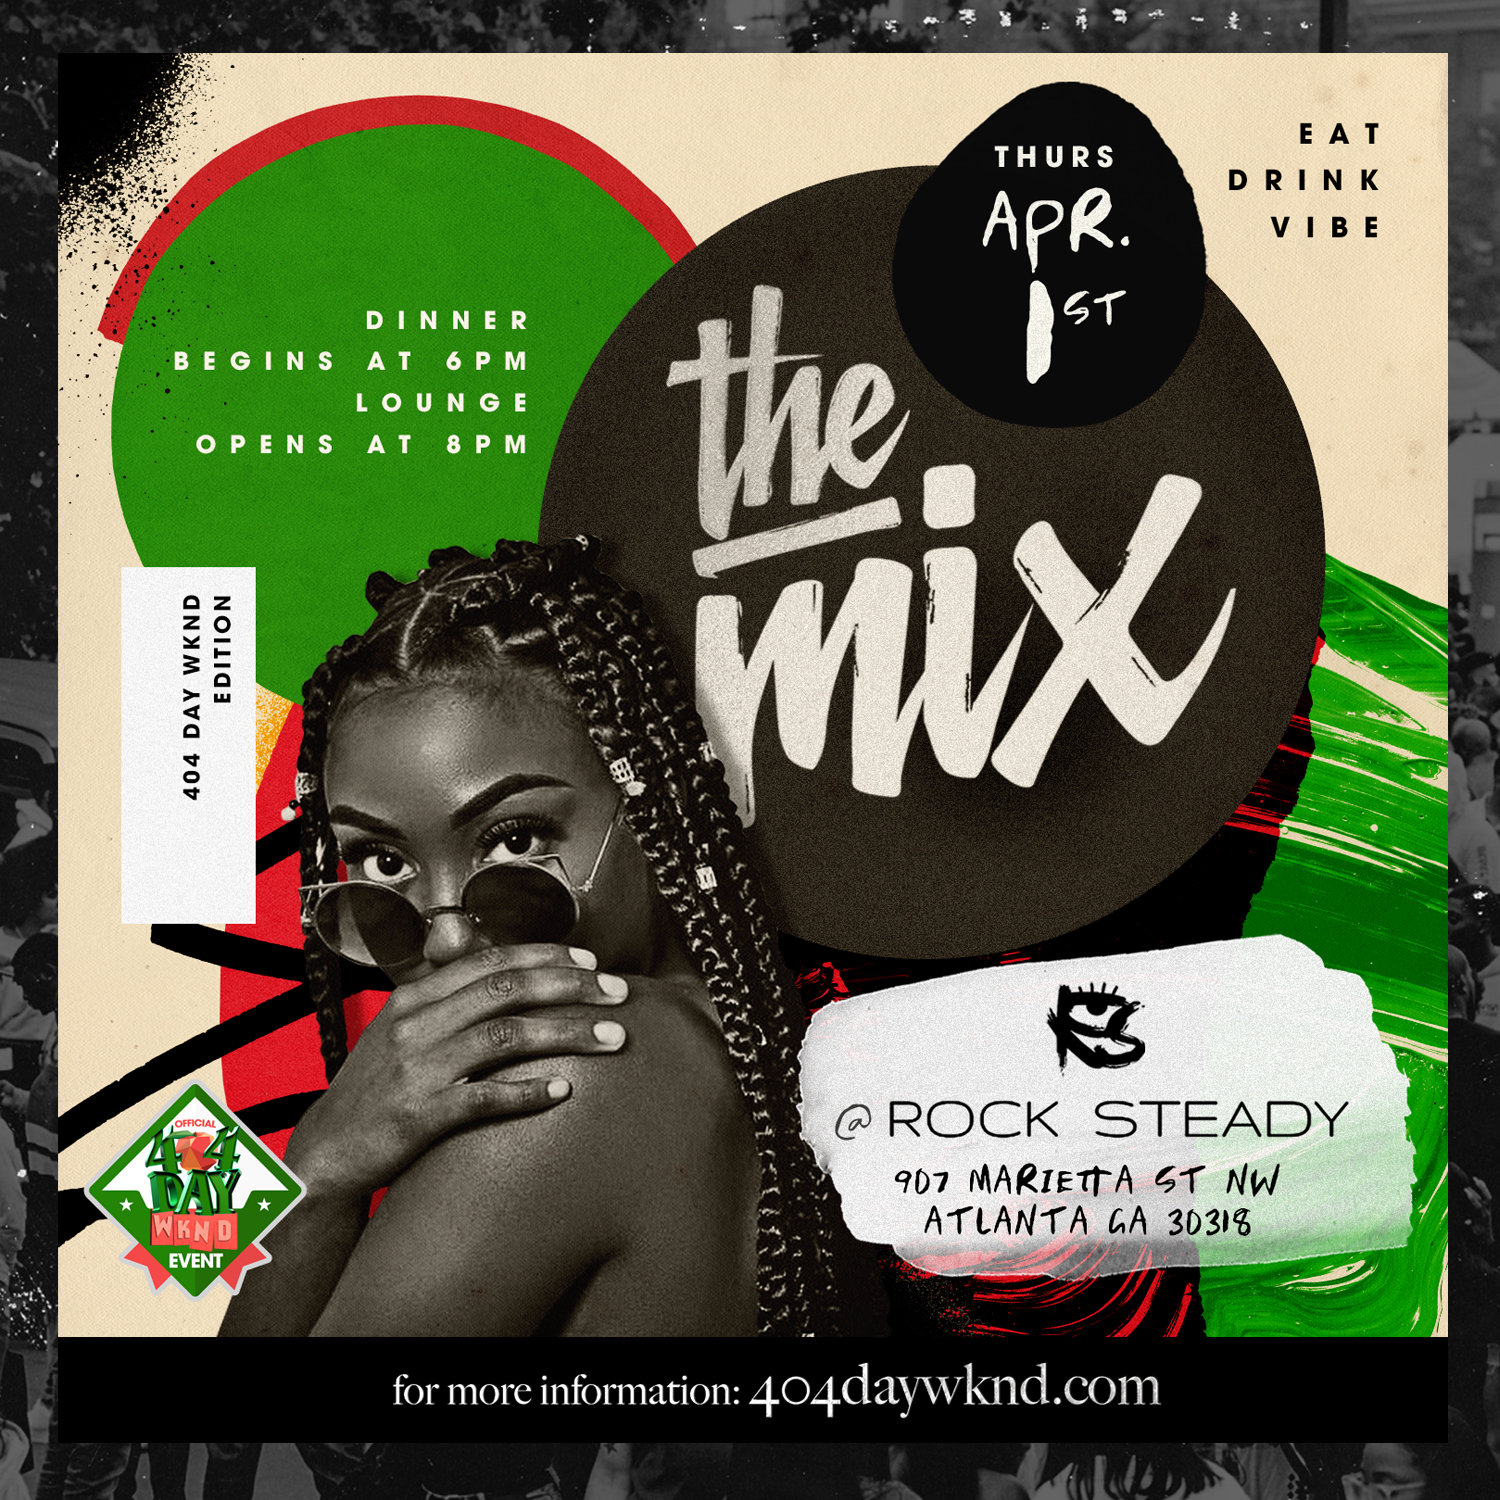 EAT
DRINK
VIBE
THURS
APR.
1ST
DINNER
BEGINS AT 6PM
LOUNGE
OPENS AT 8PM
the
mix
404 DAY WKND
EDITION
@ROCK STEADY
907 MARIETTA ST NW
ATLANTA GA 30318
OFFICIAL
404
DAY
WKND
EVENT
for more information: 404daywknd.com